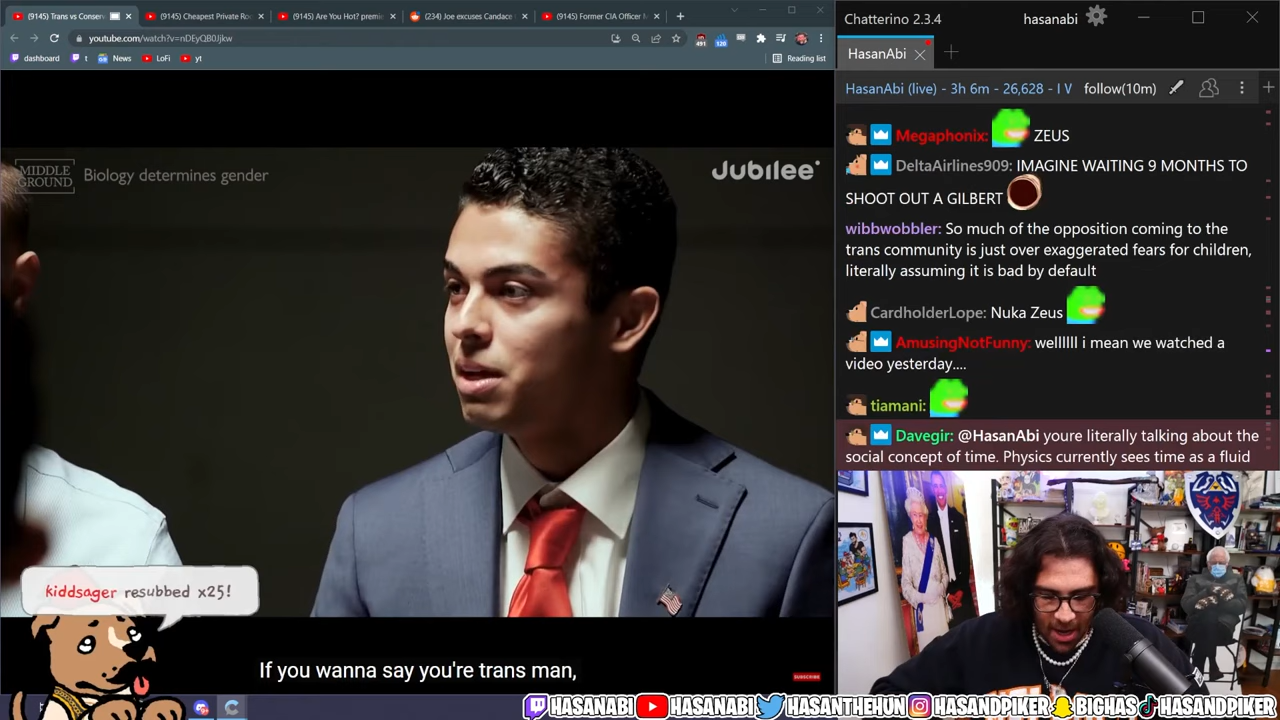 (9145) Trans vs Conserv
(9145) Cheapest Private Ro
(9145) Are You Hot? premi
(234) Joe excuses Candace
(9145) Former CIA Officer
Chatterino 2.3.4
hasanabi
youtube.com/watch?v=nDEyQB0Jjkw
491
120
HasanAbi
dashboard
t
News
LoFi
yt
Reading list
HasanAbi (live) - 3h 6m - 26,628 - I V
follow(10m)
Megaphonix: ZEUS
DeltaAirlines909: IMAGINE WAITING 9 MONTHS TO
SHOOT OUT A GILBERT
wibbwobbler: So much of the opposition coming to the
trans community is just over exaggerated fears for children,
literally assuming it is bad by default
CardholderLope: Nuka Zeus
AmusingNotFunny: wellllll i mean we watched a
video yesterday....
tiamani:
Davegir: @HasanAbi youre literally talking about the
social concept of time. Physics currently sees time as a fluid
MIDDLE
GROUND
Biology determines gender
Jubilee
kiddsager resubbed x25!
If you wanna say you're trans man,
SUBSCRIBE
HASANABI
HASANABI
HASANTHEHUN
HASANDPIKER
BIGHAS
HASANDPIKER